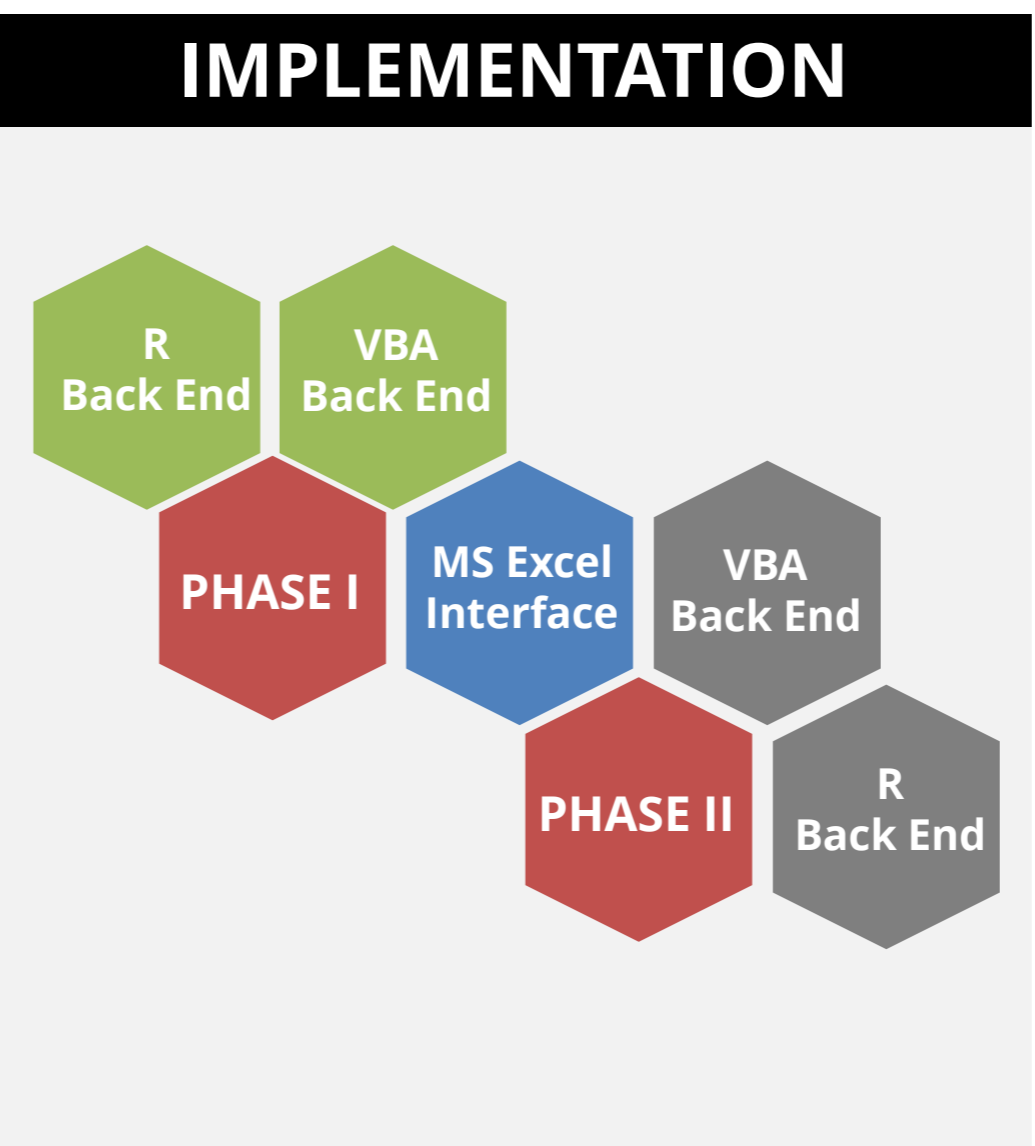 IMPLEMENTATION
R
Back End
VBA
Back End
PHASE I
MS Excel
Interface
VBA
Back End
PHASE II
R
Back End